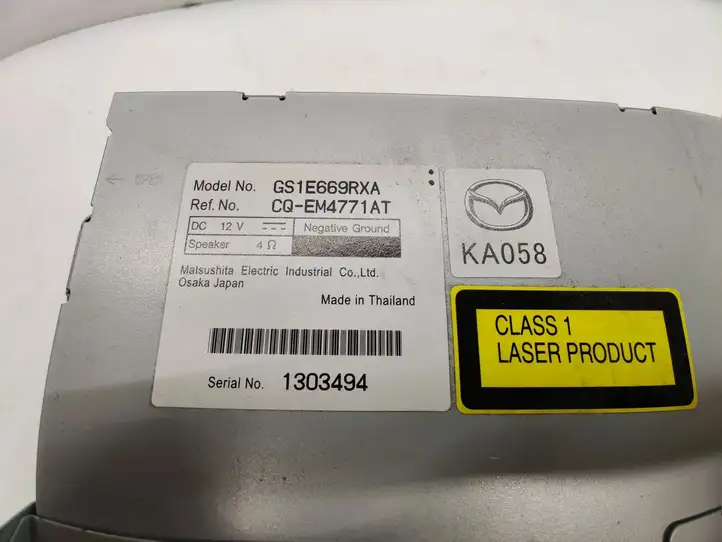 ← OPEN
Model No. GS1E669RXA
Ref. No. CQ-EM4771AT
DC 12 V Negative Ground
Speaker 4 Ω
Matsushita Electric Industrial Co.,Ltd.
Osaka Japan
Made in Thailand
Serial No. 1303494
KA058
CLASS 1
LASER PRODUCT